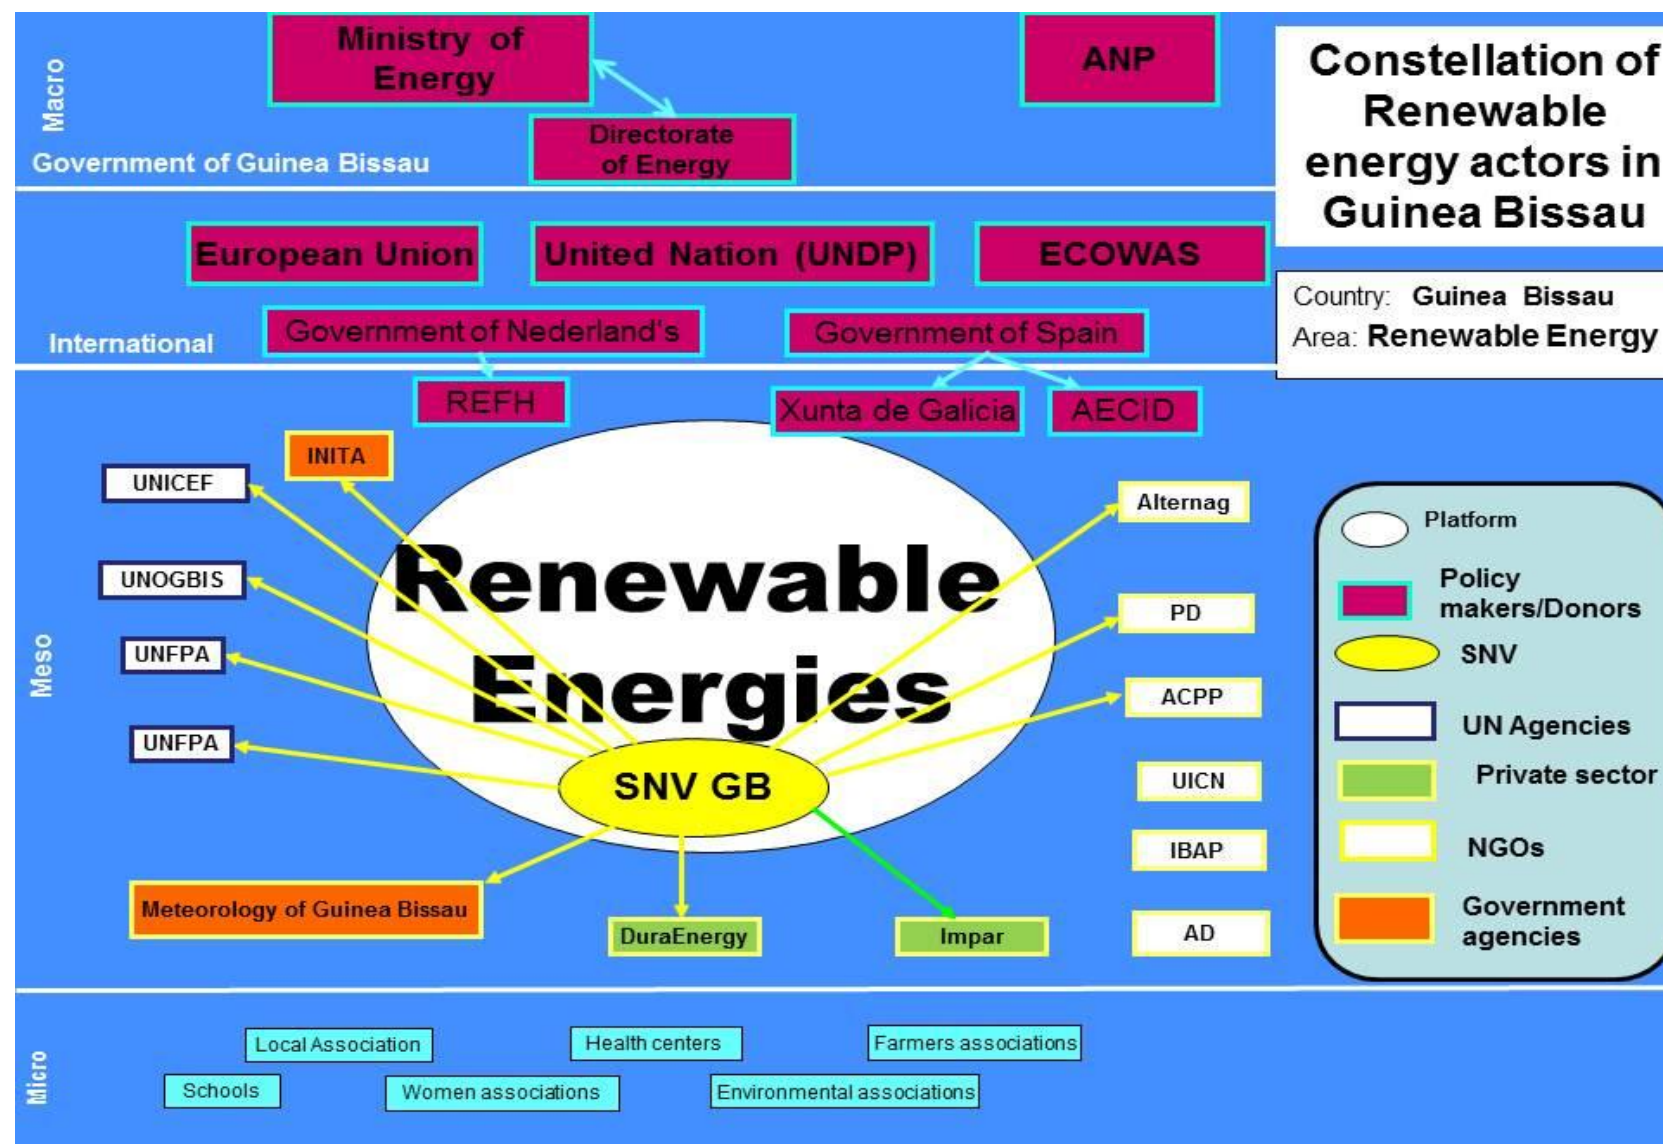 Macro
Ministry of
Energy
ANP
Directorate
of Energy
Government of Guinea Bissau
Constellation of
Renewable
energy actors in
Guinea Bissau
European Union
United Nation (UNDP)
ECOWAS
Country: Guinea Bissau
Area: Renewable Energy
International
Government of Nederland's
Government of Spain
REFH
Xunta de Galicia
AECID
Meso
INITA
UNICEF
UNOGBIS
UNFPA
UNFPA
Renewable
Energies
SNV GB
Alternag
PD
ACPP
UICN
IBAP
AD
Meteorology of Guinea Bissau
DuraEnergy
Impar
Platform
Policy
makers/Donors
SNV
UN Agencies
Private sector
NGOs
Government
agencies
Micro
Local Association
Health centers
Farmers associations
Schools
Women associations
Environmental associations